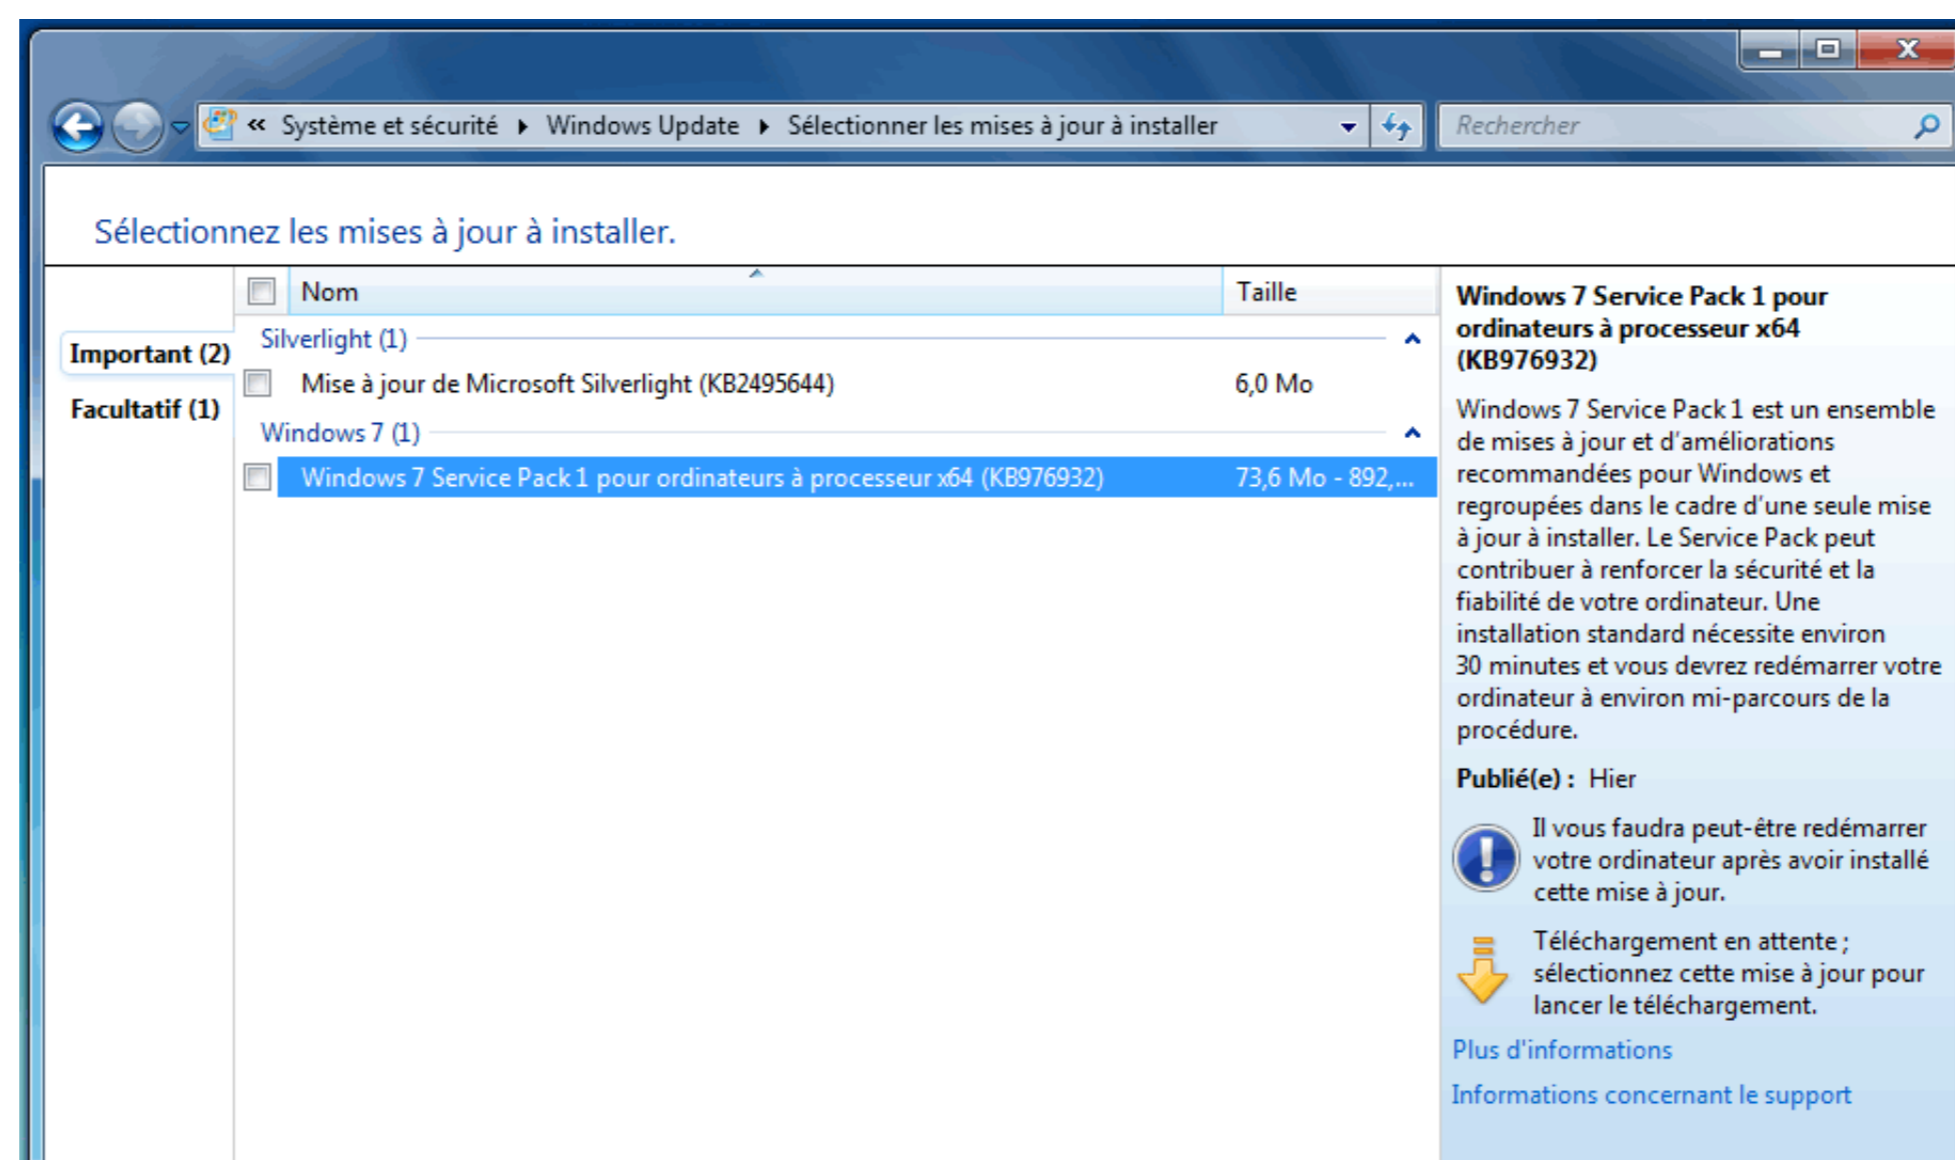 « Système et sécurité ▸ Windows Update ▸ Sélectionner les mises à jour à installer
Rechercher
Sélectionnez les mises à jour à installer.
Important (2)
Facultatif (1)
Nom Taille
Silverlight (1)
Mise à jour de Microsoft Silverlight (KB2495644) 6,0 Mo
Windows 7 (1)
Windows 7 Service Pack 1 pour ordinateurs à processeur x64 (KB976932) 73,6 Mo - 892,...
Windows 7 Service Pack 1 pour
ordinateurs à processeur x64
(KB976932)
Windows 7 Service Pack 1 est un ensemble
de mises à jour et d'améliorations
recommandées pour Windows et
regroupées dans le cadre d'une seule mise
à jour à installer. Le Service Pack peut
contribuer à renforcer la sécurité et la
fiabilité de votre ordinateur. Une
installation standard nécessite environ
30 minutes et vous devrez redémarrer votre
ordinateur à environ mi-parcours de la
procédure.
Publié(e) : Hier
Il vous faudra peut-être redémarrer
votre ordinateur après avoir installé
cette mise à jour.
Téléchargement en attente ;
sélectionnez cette mise à jour pour
lancer le téléchargement.
Plus d'informations
Informations concernant le support